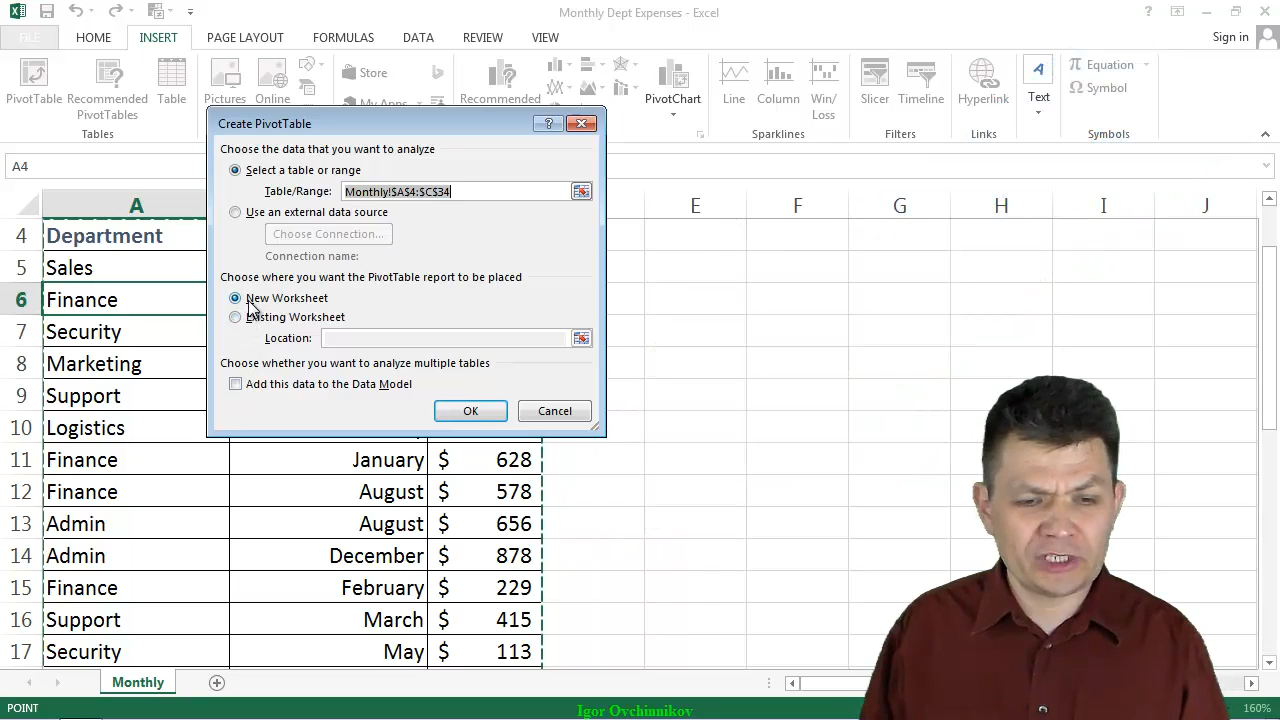 Monthly Dept Expenses - Excel
FILE
HOME
INSERT
PAGE LAYOUT
FORMULAS
DATA
REVIEW
VIEW
Sign in
PivotTable
Recommended
PivotTables
Table
Tables
Pictures
Online
Store
My Apps
Recommended
PivotChart
Line
Column
Win/
Loss
Sparklines
Slicer
Timeline
Filters
Hyperlink
Links
Text
Equation
Symbol
Symbols
A4
Create PivotTable
Choose the data that you want to analyze
Select a table or range
Table/Range: Monthly!$A$4:$C$34
Use an external data source
Choose Connection...
Connection name:
Choose where you want the PivotTable report to be placed
New Worksheet
Existing Worksheet
Location:
Choose whether you want to analyze multiple tables
Add this data to the Data Model
OK
Cancel
A E F G H I J
4 Department
5 Sales
6 Finance
7 Security
8 Marketing
9 Support
10 Logistics
11 Finance January $ 628
12 Finance August $ 578
13 Admin August $ 656
14 Admin December $ 878
15 Finance February $ 229
16 Support March $ 415
17 Security May $ 113
Monthly
POINT
Igor Ovchinnikov
160%